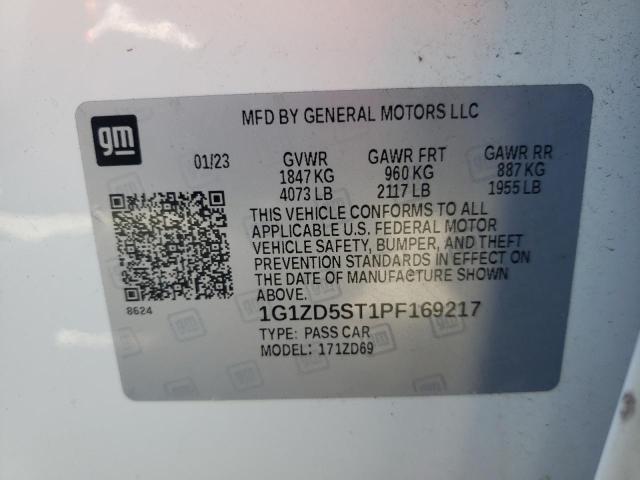 gm
MFD BY GENERAL MOTORS LLC
01/23 GVWR GAWR FRT GAWR RR
1847 KG 960 KG 887 KG
4073 LB 2117 LB 1955 LB
THIS VEHICLE CONFORMS TO ALL
APPLICABLE U.S. FEDERAL MOTOR
VEHICLE SAFETY, BUMPER, AND THEFT
PREVENTION STANDARDS IN EFFECT ON
THE DATE OF MANUFACTURE SHOWN
ABOVE.
8624
1G1ZD5ST1PF169217
TYPE: PASS CAR
MODEL: 171ZD69